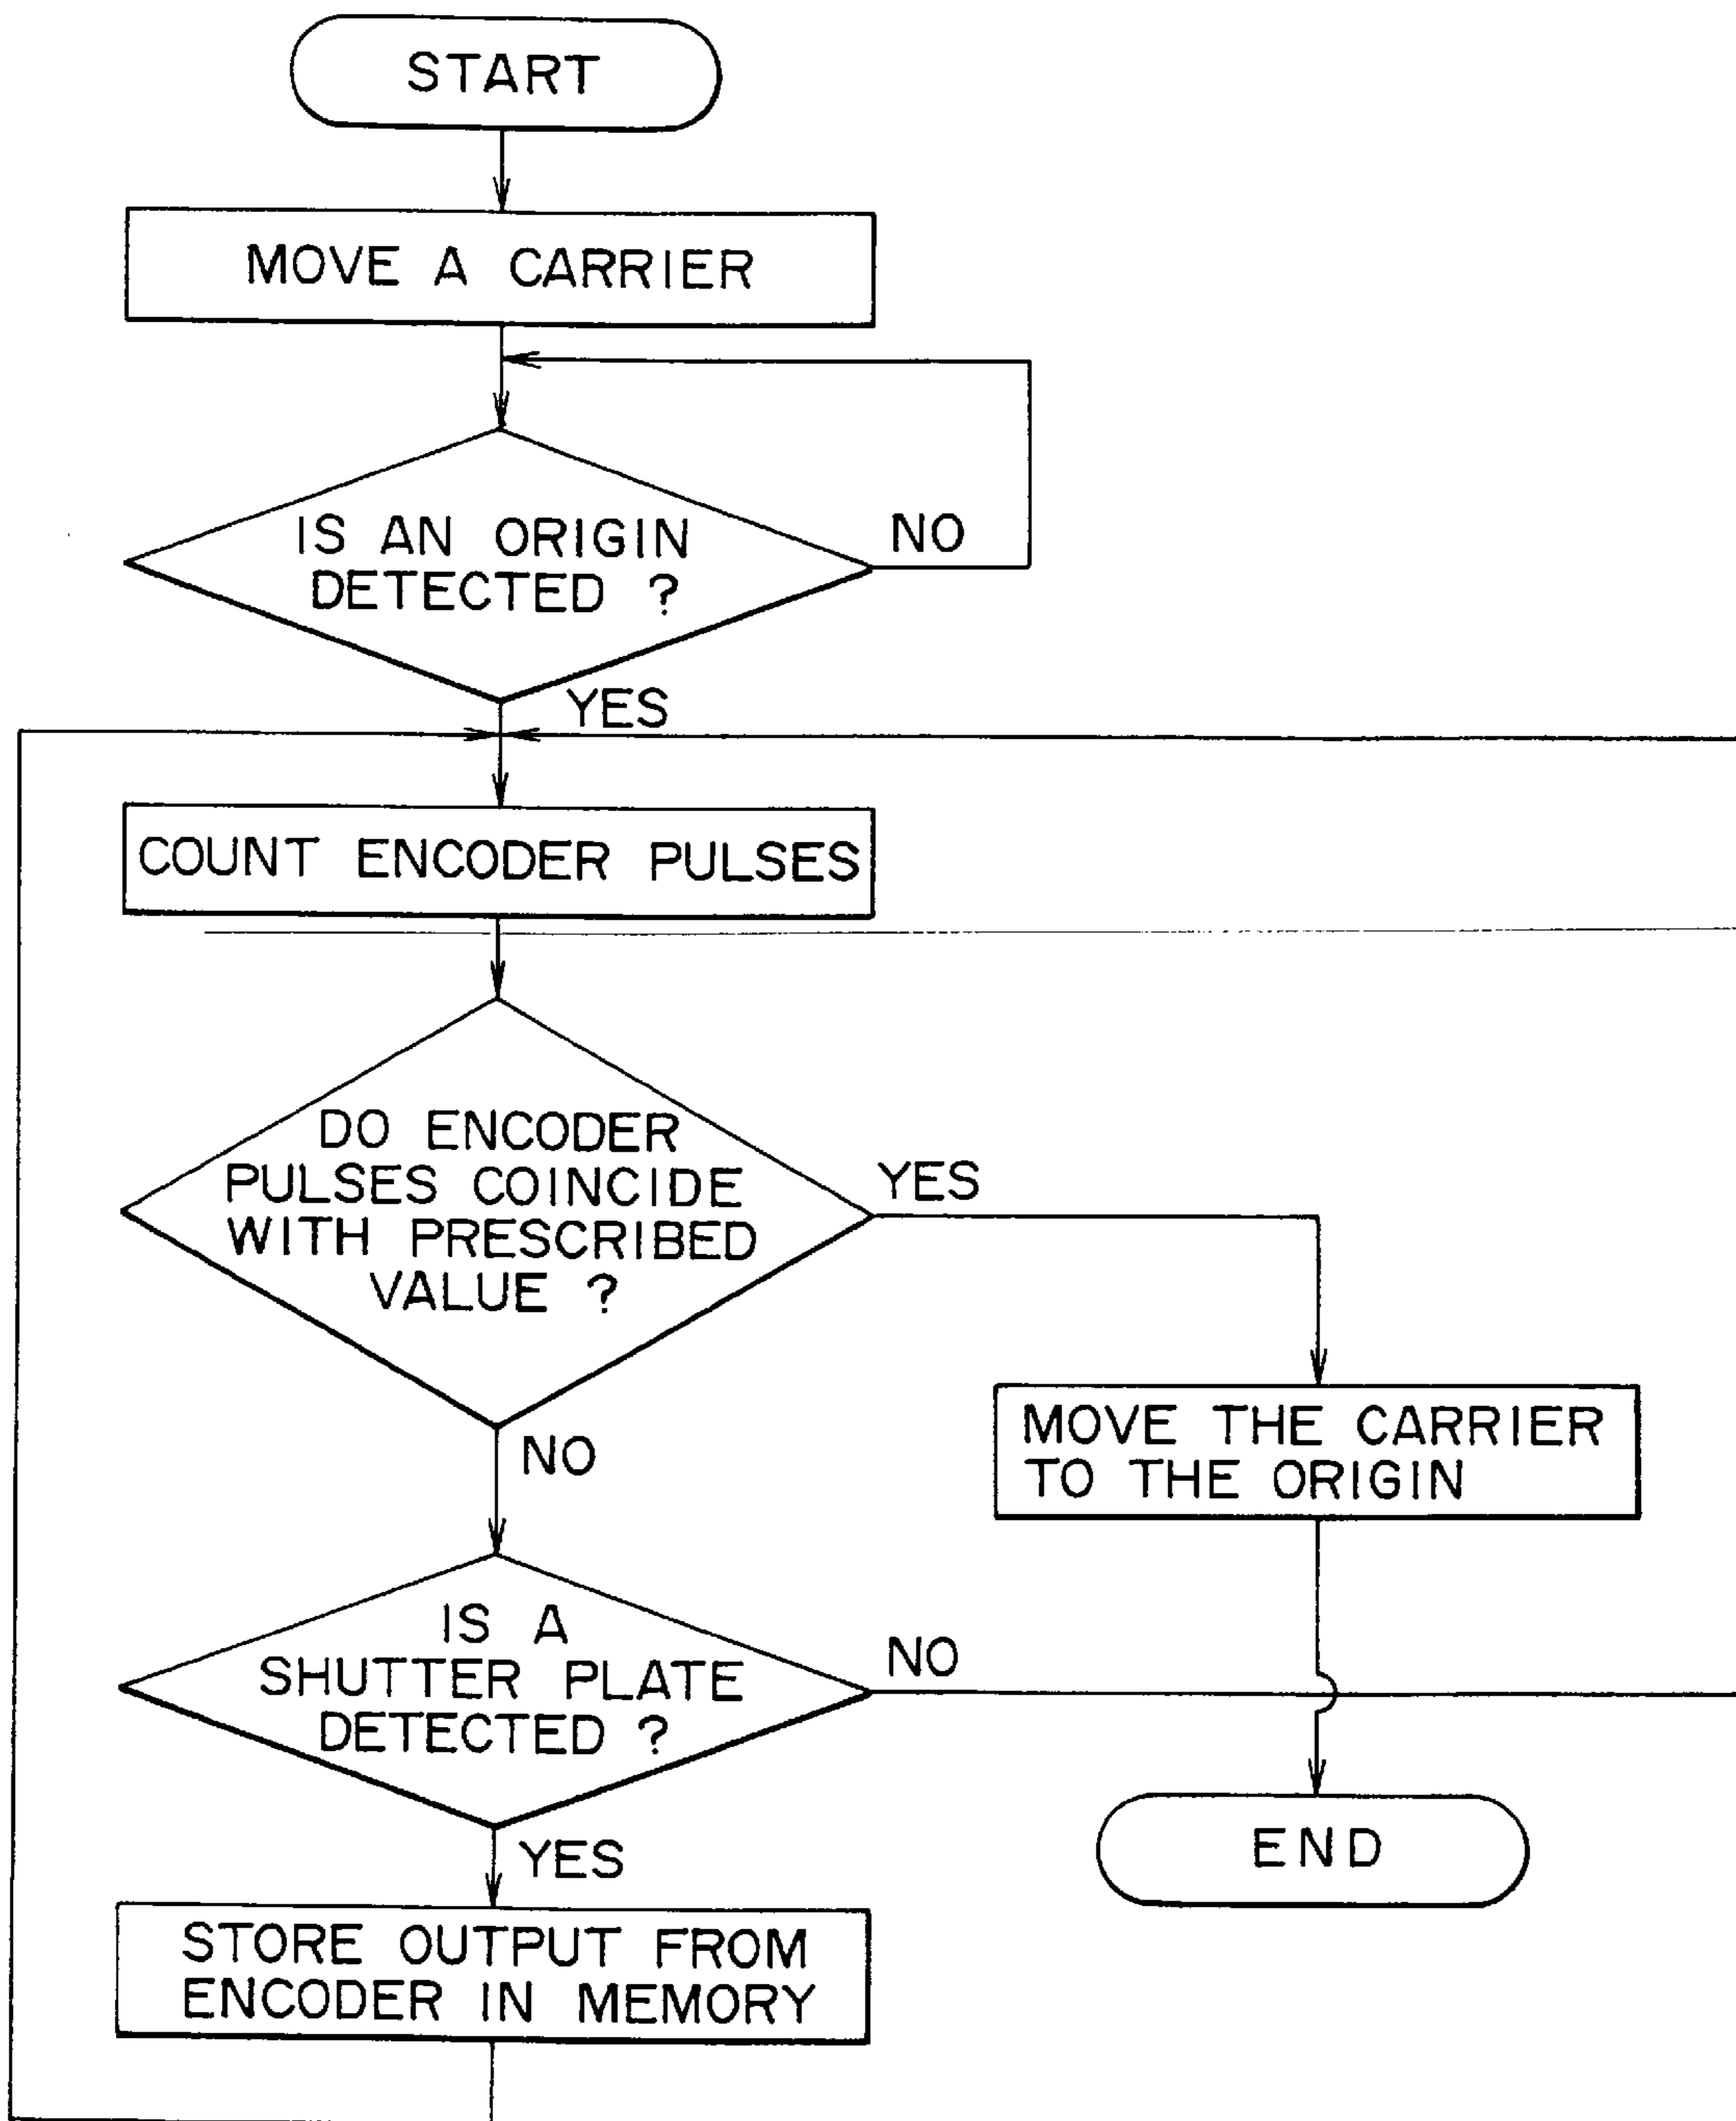 START
MOVE A CARRIER
IS AN ORIGIN
DETECTED ?
NO
YES
COUNT ENCODER PULSES
DO ENCODER
PULSES COINCIDE
WITH PRESCRIBED
VALUE ?
YES
NO
MOVE THE CARRIER
TO THE ORIGIN
IS A
SHUTTER PLATE
DETECTED ?
NO
YES
END
STORE OUTPUT FROM
ENCODER IN MEMORY